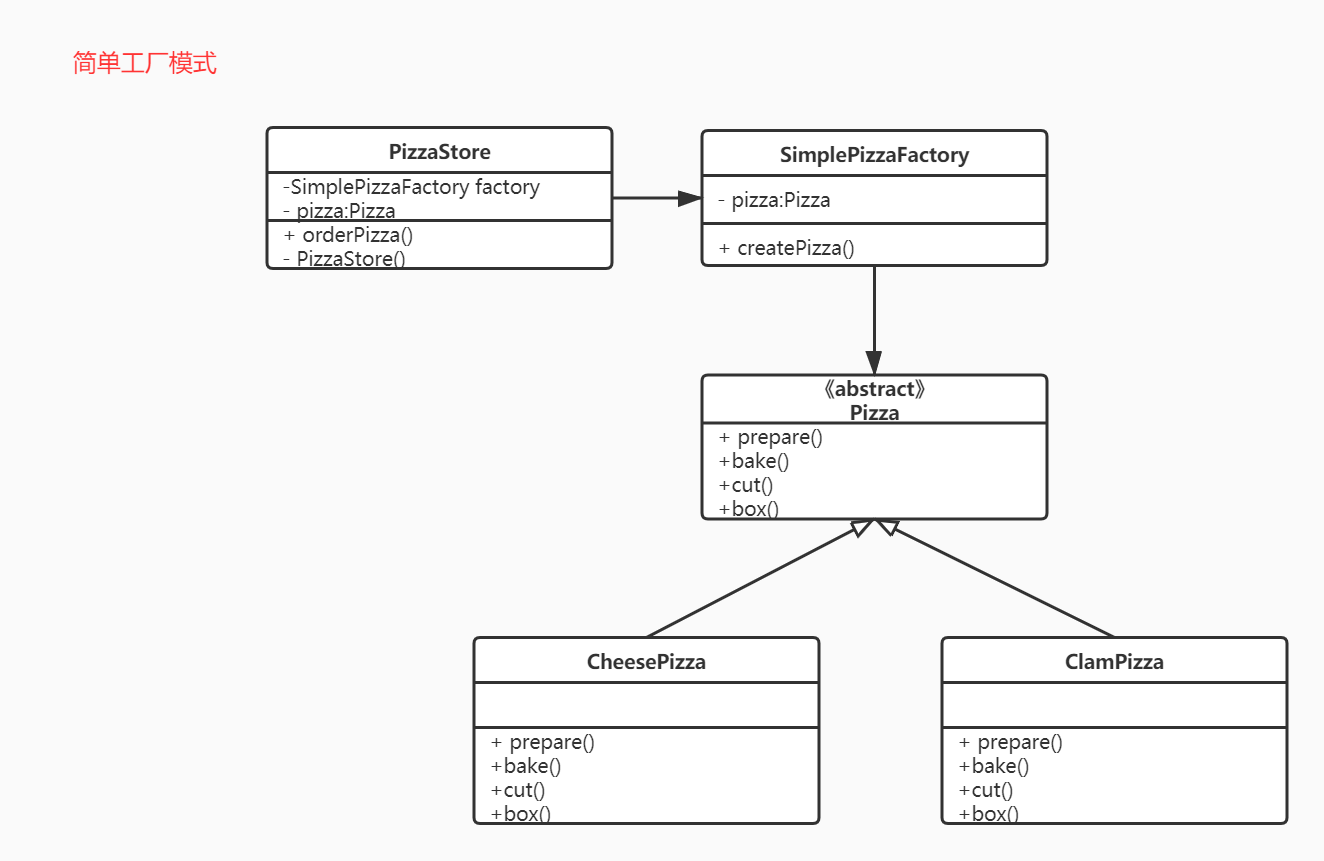 简单工厂模式
PizzaStore
-SimplePizzaFactory factory
- pizza:Pizza
+ orderPizza()
- PizzaStore()
SimplePizzaFactory
- pizza:Pizza
+ createPizza()
《abstract》
Pizza
+ prepare()
+bake()
+cut()
+box()
CheesePizza
+ prepare()
+bake()
+cut()
+box()
ClamPizza
+ prepare()
+bake()
+cut()
+box()